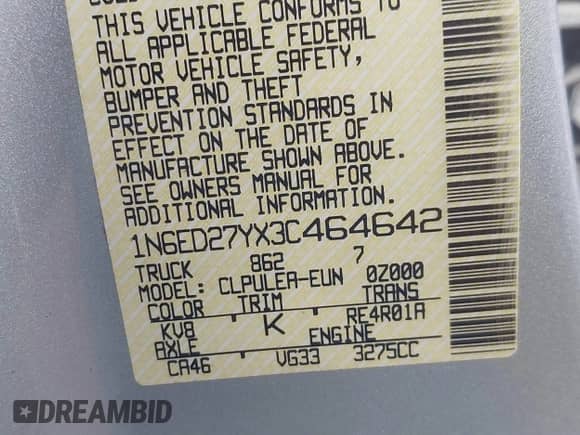 THIS VEHICLE CONFORMS TO
ALL APPLICABLE FEDERAL
MOTOR VEHICLE SAFETY,
BUMPER AND THEFT
PREVENTION STANDARDS IN
EFFECT ON THE DATE OF
MANUFACTURE SHOWN ABOVE.
SEE OWNERS MANUAL FOR
ADDITIONAL INFORMATION.
1N6ED27YX3C464642
TRUCK 862 7
MODEL: CLPULEA-EUN 0Z000
COLOR TRIM TRANS
KV8 K RE4R01A
AXLE ENGINE
CA46 VG33 3275CC
DREAMBID